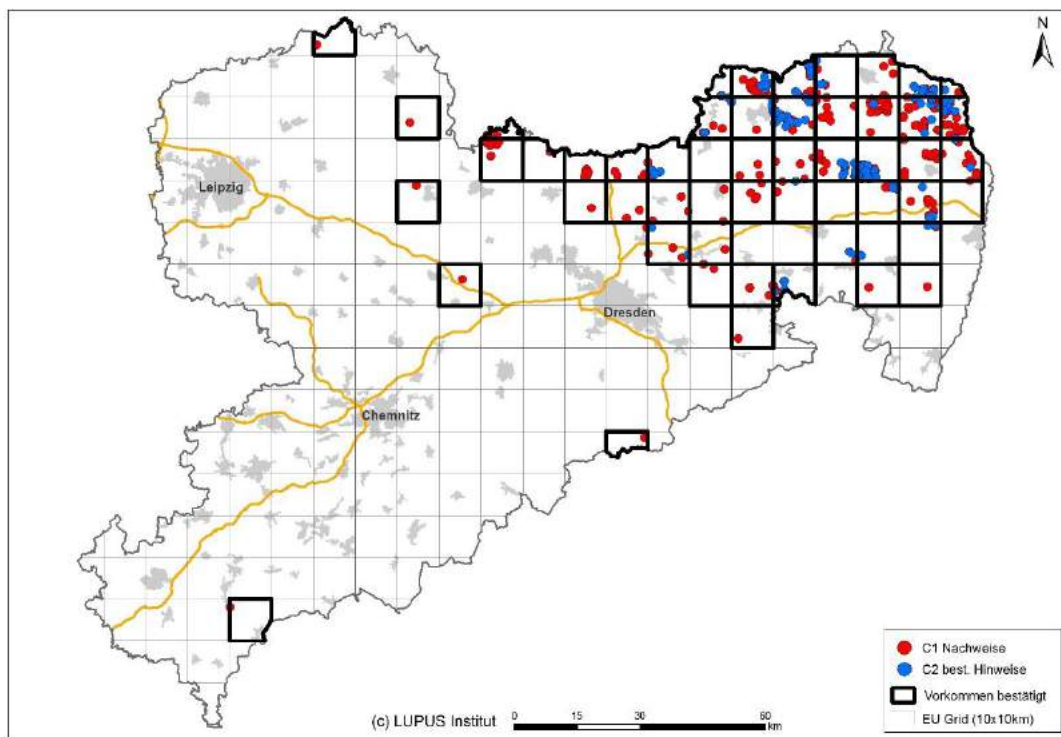 N
Leipzig
Dresden
Chemnitz
C1 Nachweise
C2 best. Hinweise
Vorkommen bestätigt
EU Grid (10x10km)
(c) LUPUS Institut
0 15 30 60
km